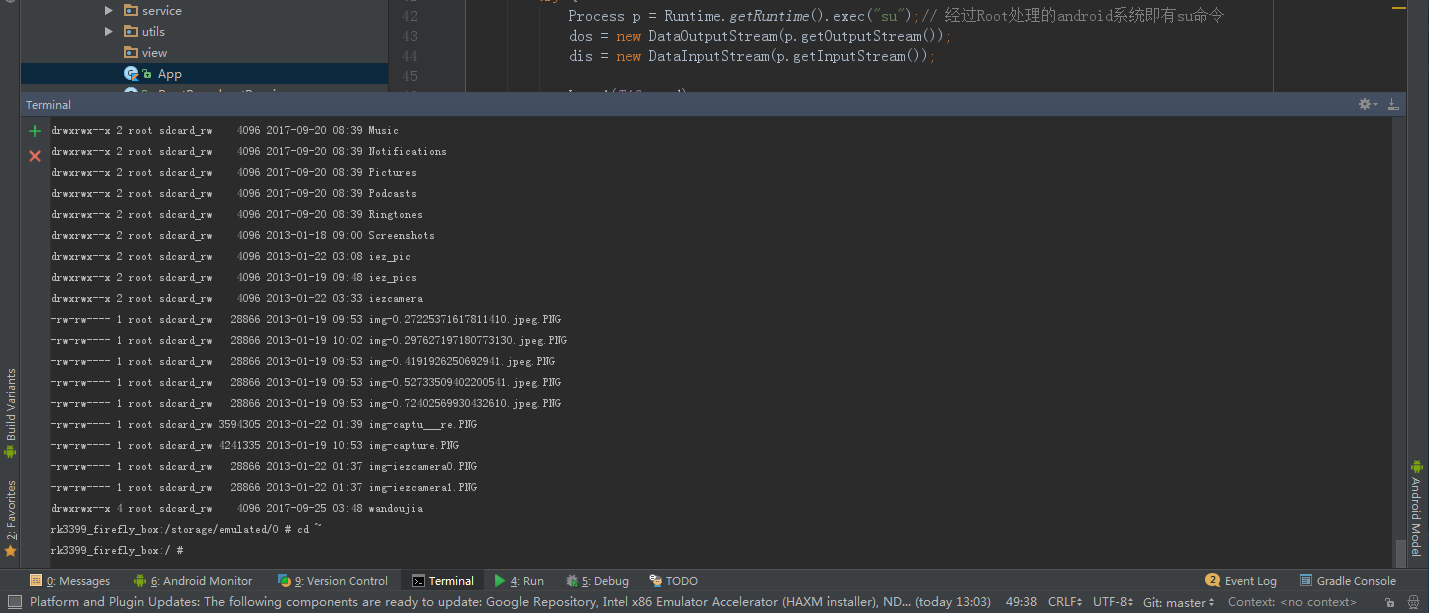 service
utils
view
App
42 Process p = Runtime.getRuntime().exec("su");// 经过Root处理的android系统即有su命令
43 dos = new DataOutputStream(p.getOutputStream());
44 dis = new DataInputStream(p.getInputStream());
45
Terminal
drwxrwx--x 2 root sdcard_rw 4096 2017-09-20 08:39 Music
drwxrwx--x 2 root sdcard_rw 4096 2017-09-20 08:39 Notifications
drwxrwx--x 2 root sdcard_rw 4096 2017-09-20 08:39 Pictures
drwxrwx--x 2 root sdcard_rw 4096 2017-09-20 08:39 Podcasts
drwxrwx--x 2 root sdcard_rw 4096 2017-09-20 08:39 Ringtones
drwxrwx--x 2 root sdcard_rw 4096 2013-01-18 09:00 Screenshots
drwxrwx--x 2 root sdcard_rw 4096 2013-01-22 03:08 iez_pic
drwxrwx--x 2 root sdcard_rw 4096 2013-01-19 09:48 iez_pics
drwxrwx--x 2 root sdcard_rw 4096 2013-01-22 03:33 iezcamera
-rw-rw---- 1 root sdcard_rw 28866 2013-01-19 09:53 img-0.27225371617811410.jpeg.PNG
-rw-rw---- 1 root sdcard_rw 28866 2013-01-19 10:02 img-0.297627197180773130.jpeg.PNG
-rw-rw---- 1 root sdcard_rw 28866 2013-01-19 09:53 img-0.4191926250692941.jpeg.PNG
-rw-rw---- 1 root sdcard_rw 28866 2013-01-19 09:53 img-0.52733509402200541.jpeg.PNG
-rw-rw---- 1 root sdcard_rw 28866 2013-01-19 09:53 img-0.72402569930432610.jpeg.PNG
-rw-rw---- 1 root sdcard_rw 3594305 2013-01-22 01:39 img-captu___re.PNG
-rw-rw---- 1 root sdcard_rw 4241335 2013-01-19 10:53 img-capture.PNG
-rw-rw---- 1 root sdcard_rw 28866 2013-01-22 01:37 img-iezcamera0.PNG
-rw-rw---- 1 root sdcard_rw 28866 2013-01-22 01:37 img-iezcamera1.PNG
drwxrwx--x 4 root sdcard_rw 4096 2017-09-25 03:48 wandoujia
rk3399_firefly_box:/storage/emulated/0 # cd ~
rk3399_firefly_box:/ #
Build Variants
2: Favorites
Android Model
0: Messages 6: Android Monitor 9: Version Control Terminal 4: Run 5: Debug TODO 2 Event Log Gradle Console
Platform and Plugin Updates: The following components are ready to update: Google Repository, Intel x86 Emulator Accelerator (HAXM installer), ND... (today 13:03) 49:38 CRLF UTF-8 Git: master Context: <no context>